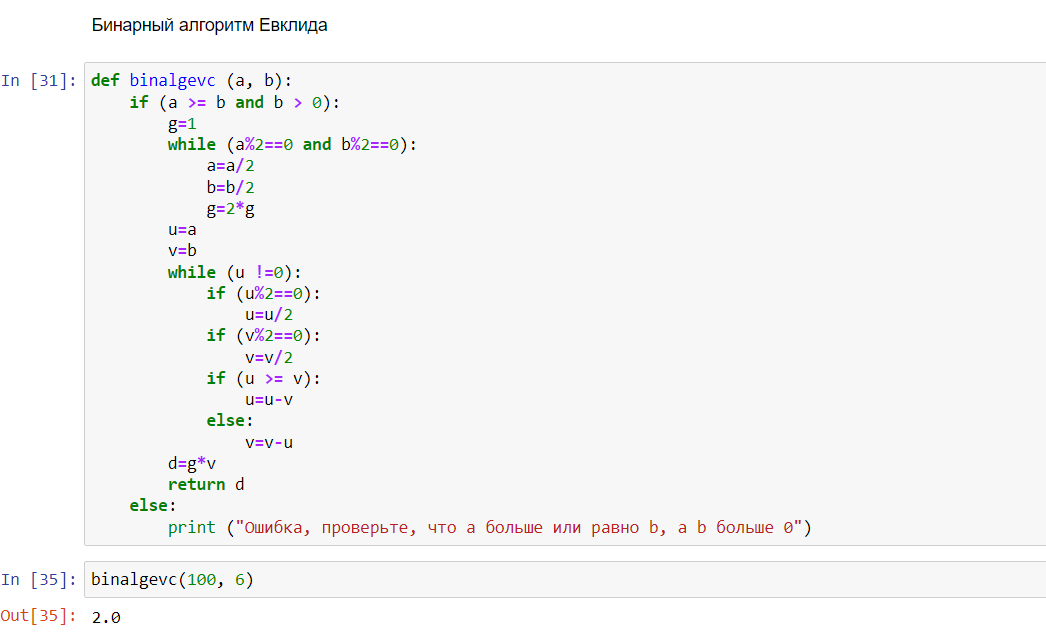 Бинарный алгоритм Евклида
In [31]: def binalgevc (a, b):
    if (a >= b and b > 0):
        g=1
        while (a%2==0 and b%2==0):
            a=a/2
            b=b/2
            g=2*g
        u=a
        v=b
        while (u !=0):
            if (u%2==0):
                u=u/2
            if (v%2==0):
                v=v/2
            if (u >= v):
                u=u-v
            else:
                v=v-u
        d=g*v
        return d
    else:
        print ("Ошибка, проверьте, что а больше или равно b, а b больше 0")
In [35]: binalgevc(100, 6)
Out[35]: 2.0